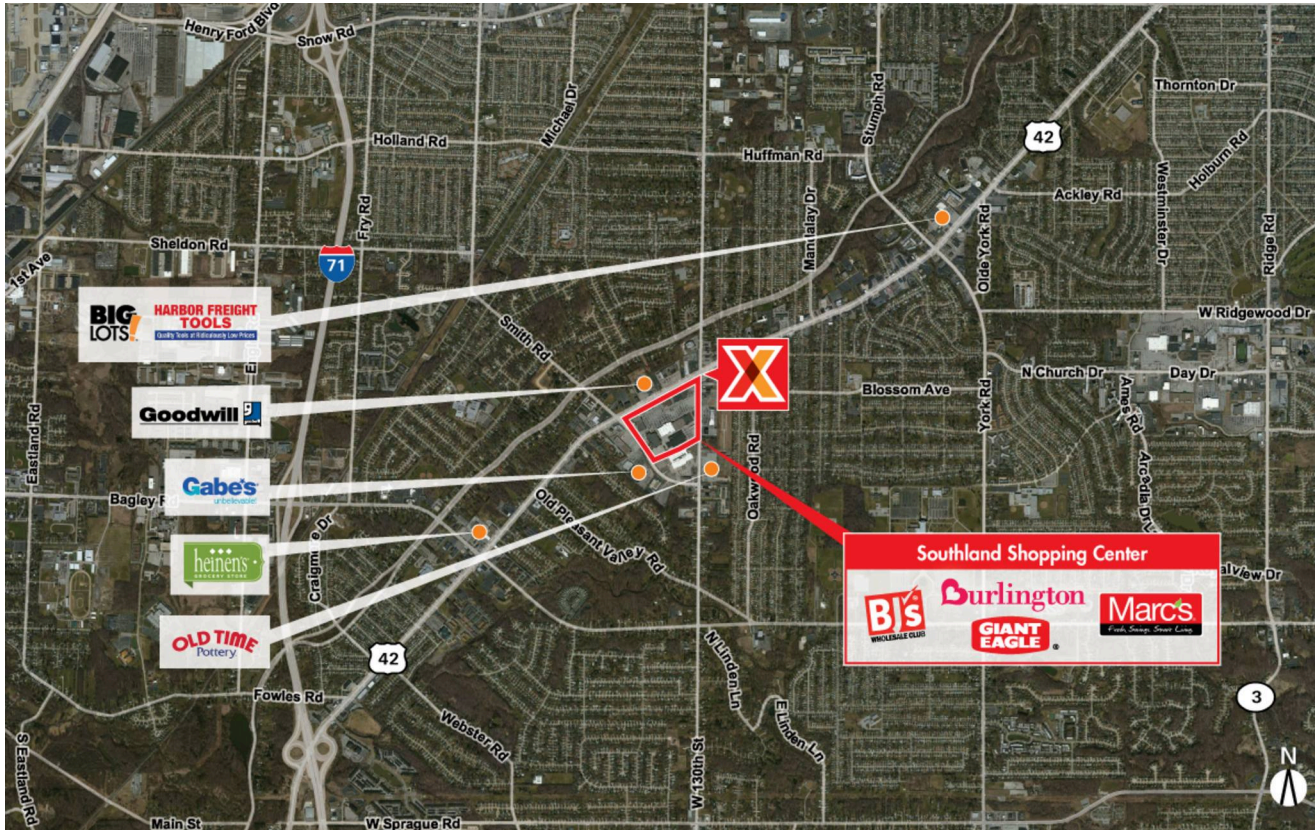 Henry Ford Blvd
Snow Rd
Michael Dr
Holland Rd
Huffman Rd
Stumph Rd
42
Thornton Dr
Holburn Rd
Westminster Dr
Ackley Rd
Ridge Rd
Fry Rd
Manualay Dr
Olde York Rd
Sheldon Rd
1st Ave
71
BIG
LOTS!
HARBOR FREIGHT
TOOLS
Quality Tools at Ridiculously Low Prices
W Ridgewood Dr
Smith Rd
X
N Church Dr
Day Dr
Ames Rd
Blossom Ave
Goodwill
Eastland Rd
York Rd
Oakwood Rd
Gabe's
unbelievable!
Bagley Rd
Old Pleasant Valley Rd
heinen's
GROCERY STORE
Craigmere Dr
Southland Shopping Center
BJ's
WHOLESALE CLUB
Burlington
GIANT
EAGLE
Marc's
Fresh. Savings. Smart Living.
OLD TIME
Pottery
42
Fowles Rd
N Linden Ln
E Linden Ln
Webster Rd
W 130th St
3
S Eastland Rd
N
Main St
W Sprague Rd